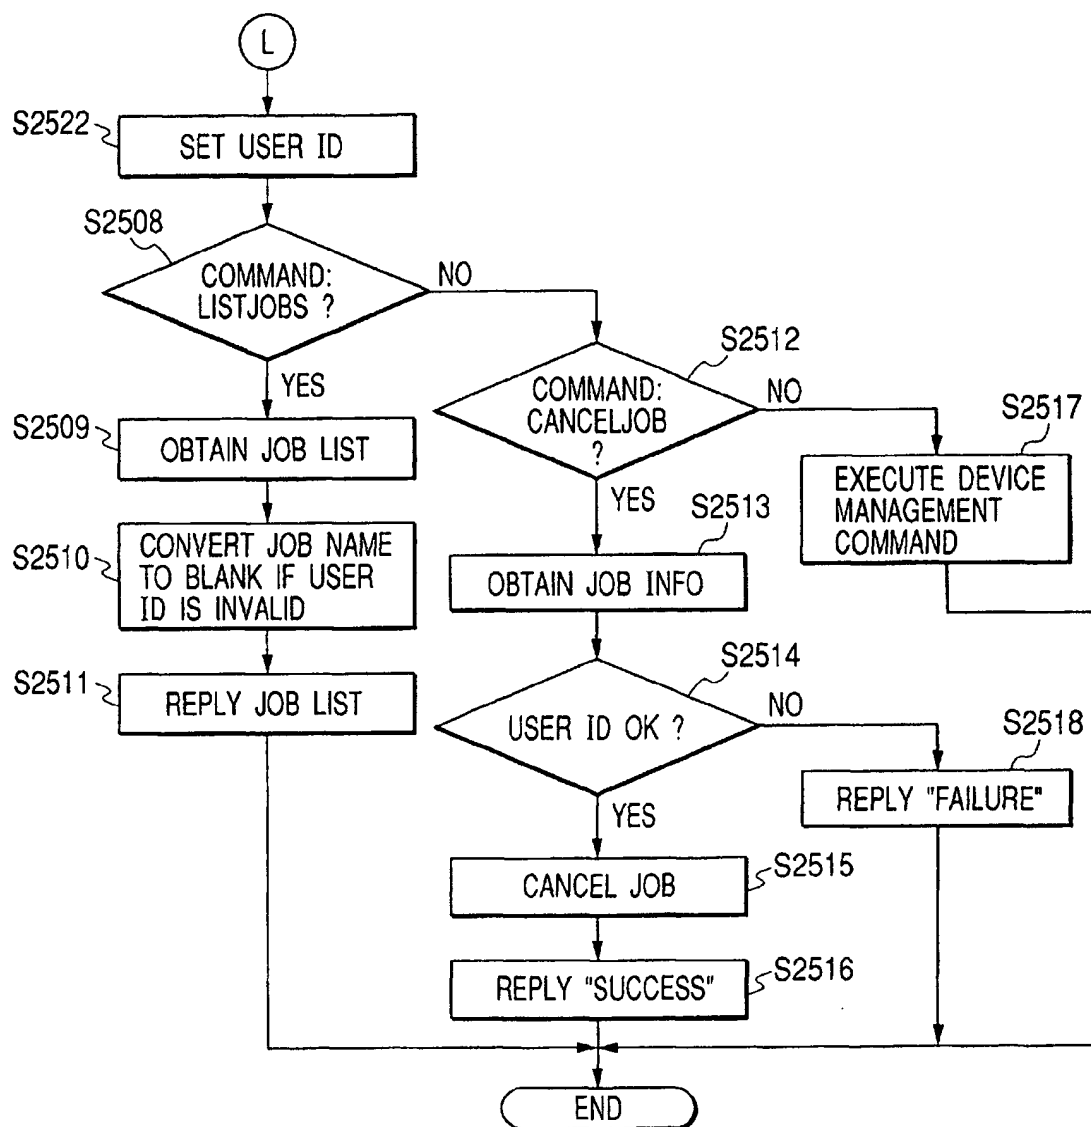 L
S2522
SET USER ID
S2508
COMMAND:
LISTJOBS ?
NO
YES
S2512
COMMAND:
CANCELJOB
?
NO
YES
S2509
OBTAIN JOB LIST
S2517
EXECUTE DEVICE
MANAGEMENT
COMMAND
S2513
OBTAIN JOB INFO
S2510
CONVERT JOB NAME
TO BLANK IF USER
ID IS INVALID
S2511
REPLY JOB LIST
S2514
USER ID OK ?
NO
YES
S2518
REPLY "FAILURE"
S2515
CANCEL JOB
S2516
REPLY "SUCCESS"
END